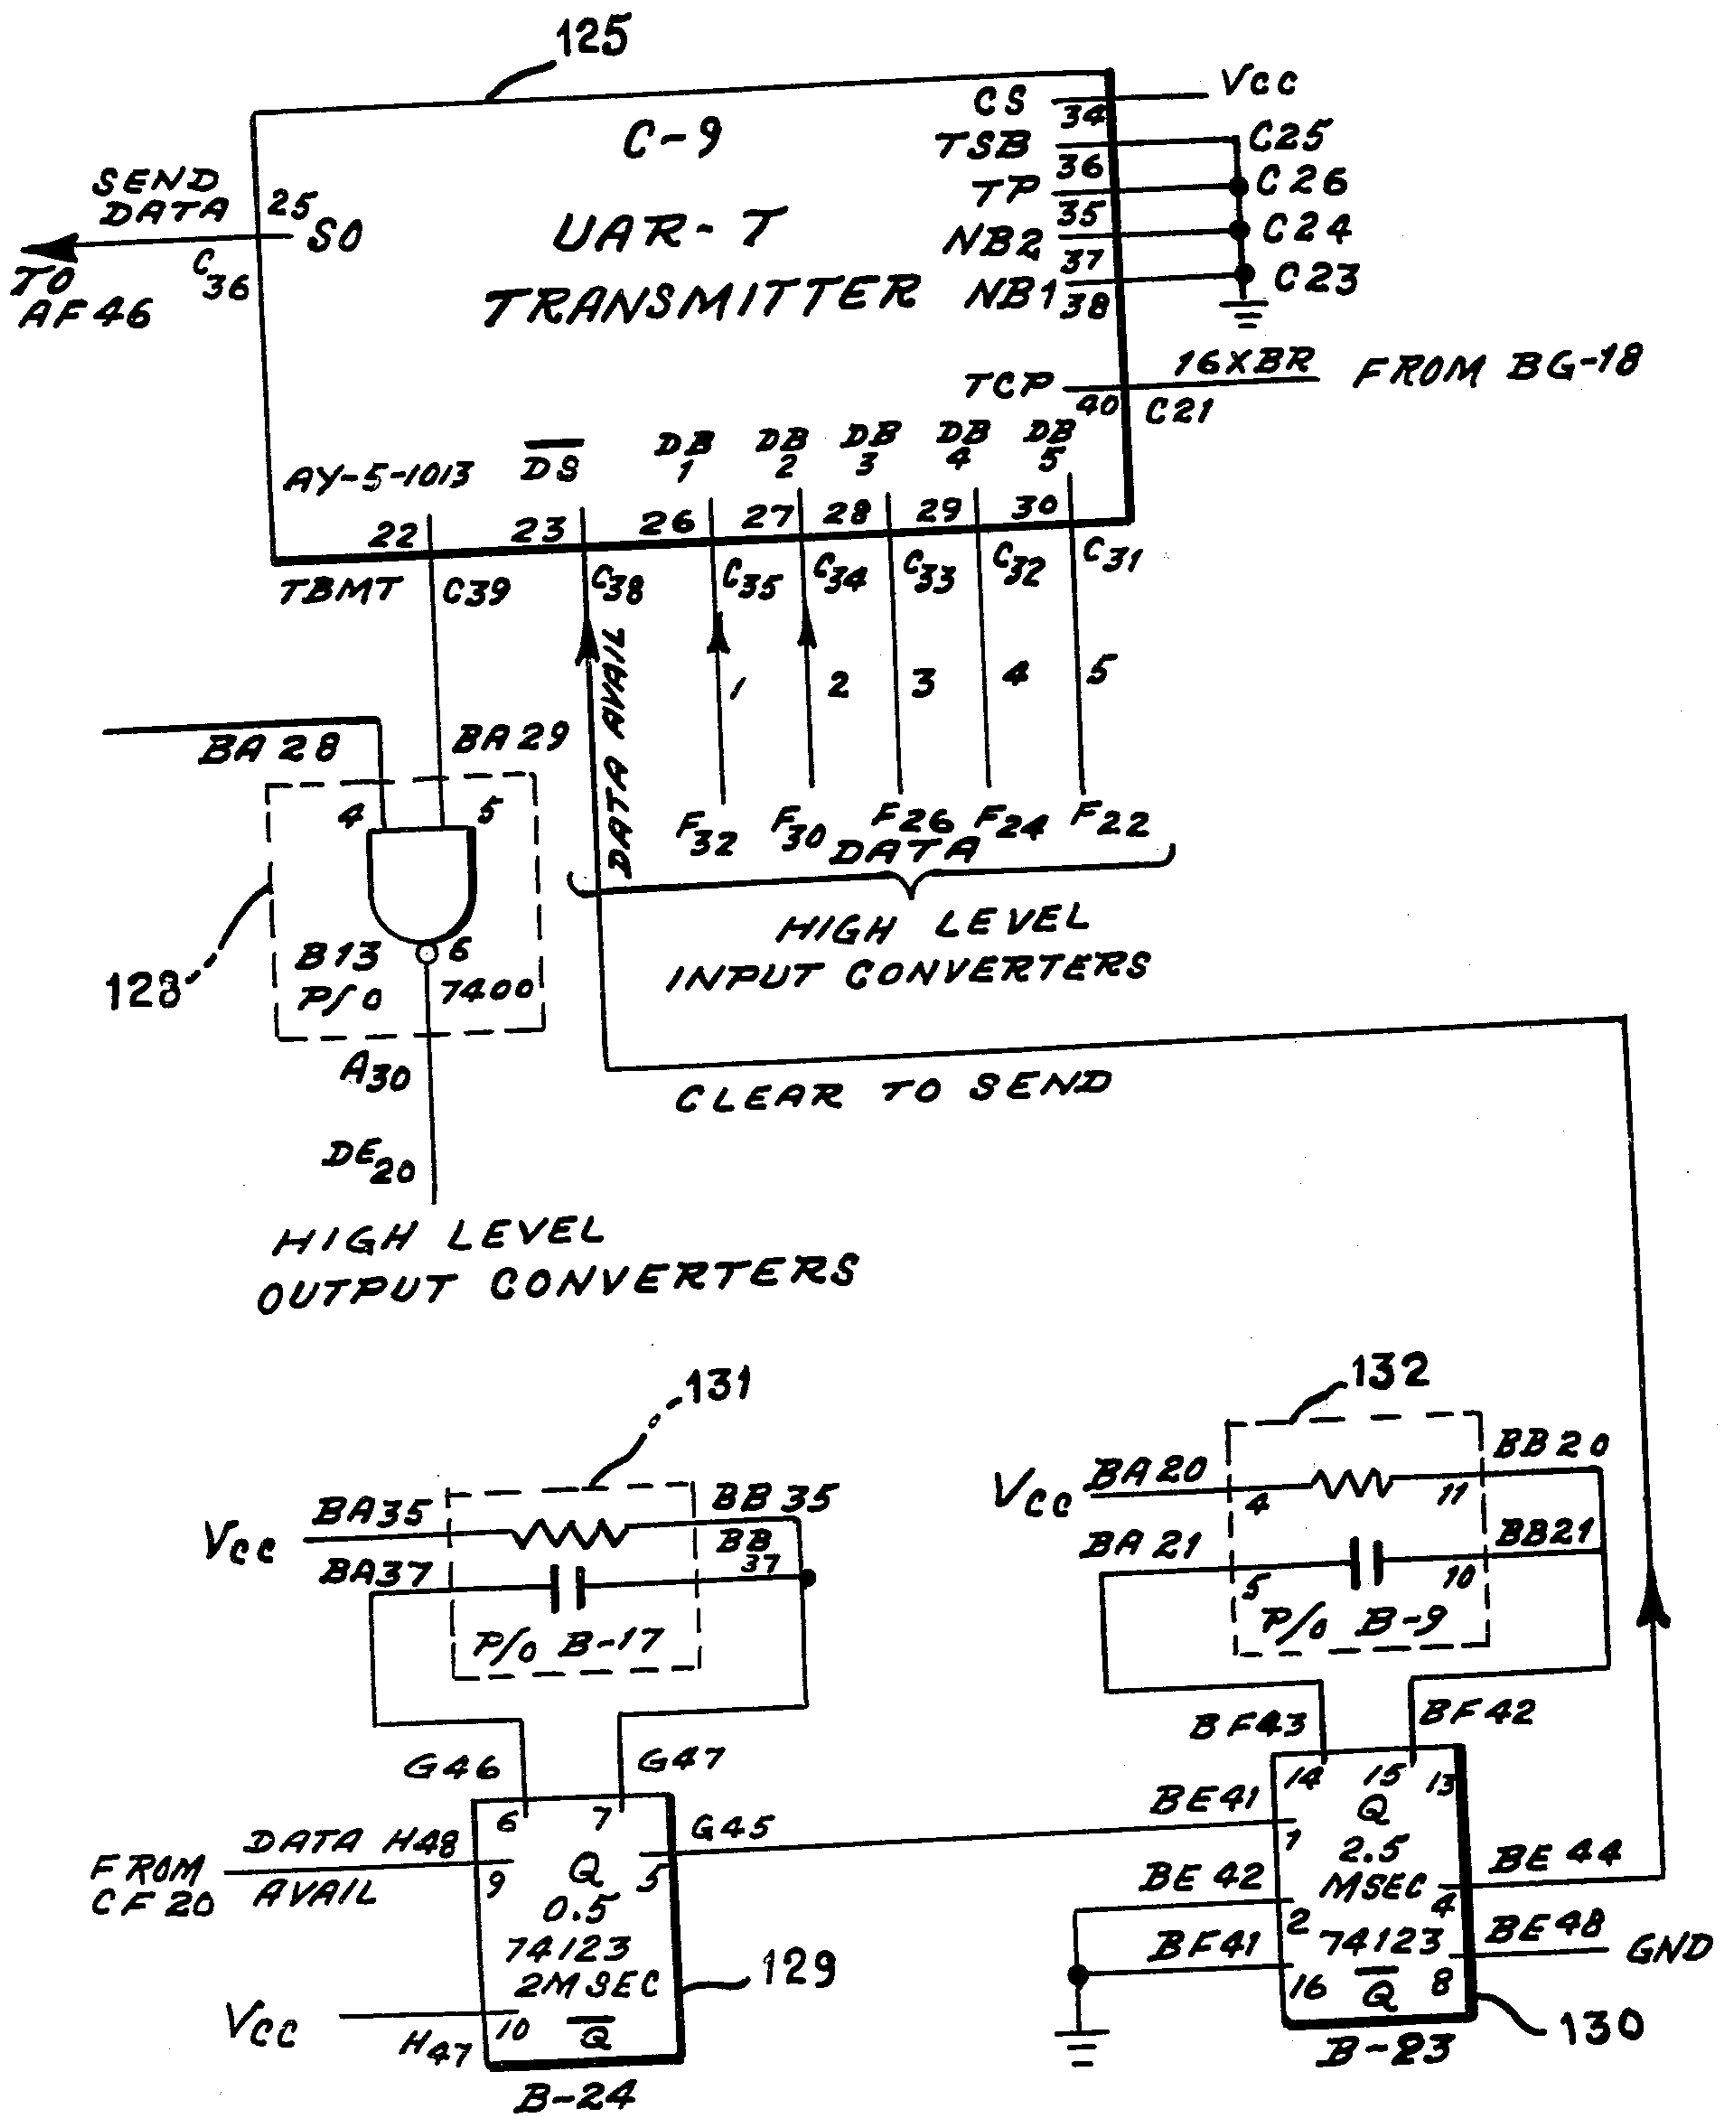 125
C-9
UAR-T
TRANSMITTER
CS
34
VCC
TSB
36
C25
TP
35
C26
NB2
37
C24
NB1
38
C23
SEND
DATA
25
SO
C36
TO
AF46
TCP
40
16XBR
C21
FROM BG-18
AY-5-1013
DS
DB
1
DB
2
DB
3
DB
4
DB
5
22
23
26
27
28
29
30
TBMT
C39
C38
C35
C34
C33
C32
C31
DATA AVAIL
1
2
3
4
5
BA28
BA29
4
5
F32
F30
F26
F24
F22
DATA
HIGH LEVEL
INPUT CONVERTERS
B13
6
P/O
7400
128
A30
CLEAR TO SEND
DE20
HIGH LEVEL
OUTPUT CONVERTERS
131
VCC
BA35
BB35
BA37
BB
37
P/O B-17
G46
G47
6
7
FROM
CF20
DATA
AVAIL
H48
9
Q
5
G45
0.5
74123
2MSEC
129
VCC
H47
10
Q
B-24
132
VCC
BA20
4
11
BB20
BA21
5
10
BB21
P/O B-9
BF43
BF42
14
15
13
BE41
1
Q
2.5
MSEC
4
BE44
BE42
2
74123
BE48
GND
BF41
16
Q
8
130
B-23